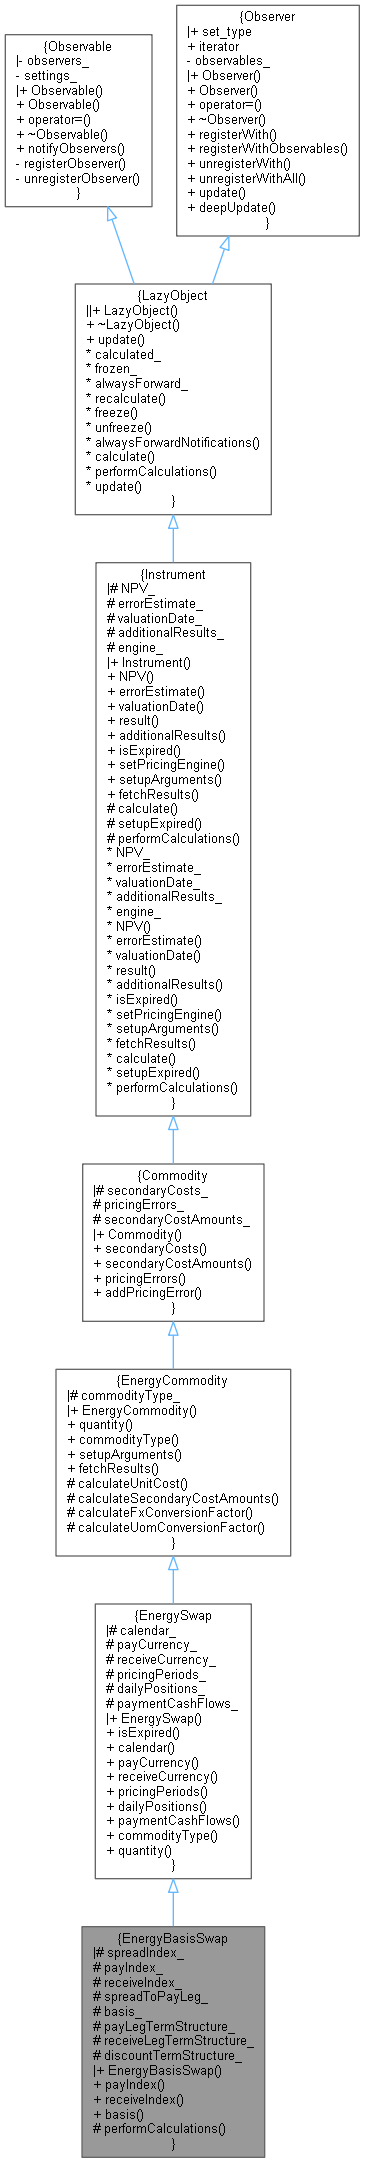 {Observable
|- observers_
- settings_
|+ Observable()
+ Observable()
+ operator=()
+ ~Observable()
+ notifyObservers()
- registerObserver()
- unregisterObserver()
}
{Observer
|+ set_type
+ iterator
- observables_
|+ Observer()
+ Observer()
+ operator=()
+ ~Observer()
+ registerWith()
+ registerWithObservables()
+ unregisterWith()
+ unregisterWithAll()
+ update()
+ deepUpdate()
}
{LazyObject
||+ LazyObject()
+ ~LazyObject()
+ update()
* calculated_
* frozen_
* alwaysForward_
* recalculate()
* freeze()
* unfreeze()
* alwaysForwardNotifications()
* calculate()
* performCalculations()
* update()
}
{Instrument
|# NPV_
# errorEstimate_
# valuationDate_
# additionalResults_
# engine_
|+ Instrument()
+ NPV()
+ errorEstimate()
+ valuationDate()
+ result()
+ additionalResults()
+ isExpired()
+ setPricingEngine()
+ setupArguments()
+ fetchResults()
# calculate()
# setupExpired()
# performCalculations()
* NPV_
* errorEstimate_
* valuationDate_
* additionalResults_
* engine_
* NPV()
* errorEstimate()
* valuationDate()
* result()
* additionalResults()
* isExpired()
* setPricingEngine()
* setupArguments()
* fetchResults()
* calculate()
* setupExpired()
* performCalculations()
}
{Commodity
|# secondaryCosts_
# pricingErrors_
# secondaryCostAmounts_
|+ Commodity()
+ secondaryCosts()
+ secondaryCostAmounts()
+ pricingErrors()
+ addPricingError()
}
{EnergyCommodity
|# commodityType_
|+ EnergyCommodity()
+ quantity()
+ commodityType()
+ setupArguments()
+ fetchResults()
# calculateUnitCost()
# calculateSecondaryCostAmounts()
# calculateFxConversionFactor()
# calculateUomConversionFactor()
}
{EnergySwap
|# calendar_
# payCurrency_
# receiveCurrency_
# pricingPeriods_
# dailyPositions_
# paymentCashFlows_
|+ EnergySwap()
+ isExpired()
+ calendar()
+ payCurrency()
+ receiveCurrency()
+ pricingPeriods()
+ dailyPositions()
+ paymentCashFlows()
+ commodityType()
+ quantity()
}
{EnergyBasisSwap
|# spreadIndex_
# payIndex_
# receiveIndex_
# spreadToPayLeg_
# basis_
# payLegTermStructure_
# receiveLegTermStructure_
# discountTermStructure_
|+ EnergyBasisSwap()
+ payIndex()
+ receiveIndex()
+ basis()
# performCalculations()
}